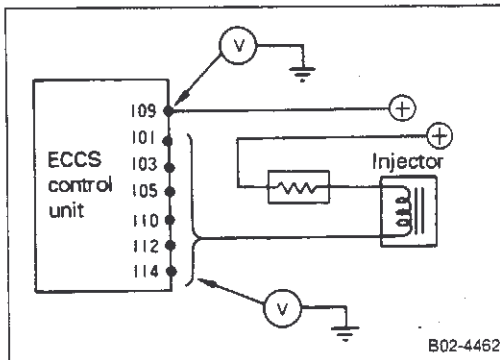 V
109
101
103
105
110
112
114
ECCS
control
unit
Injector
V
B02-4462